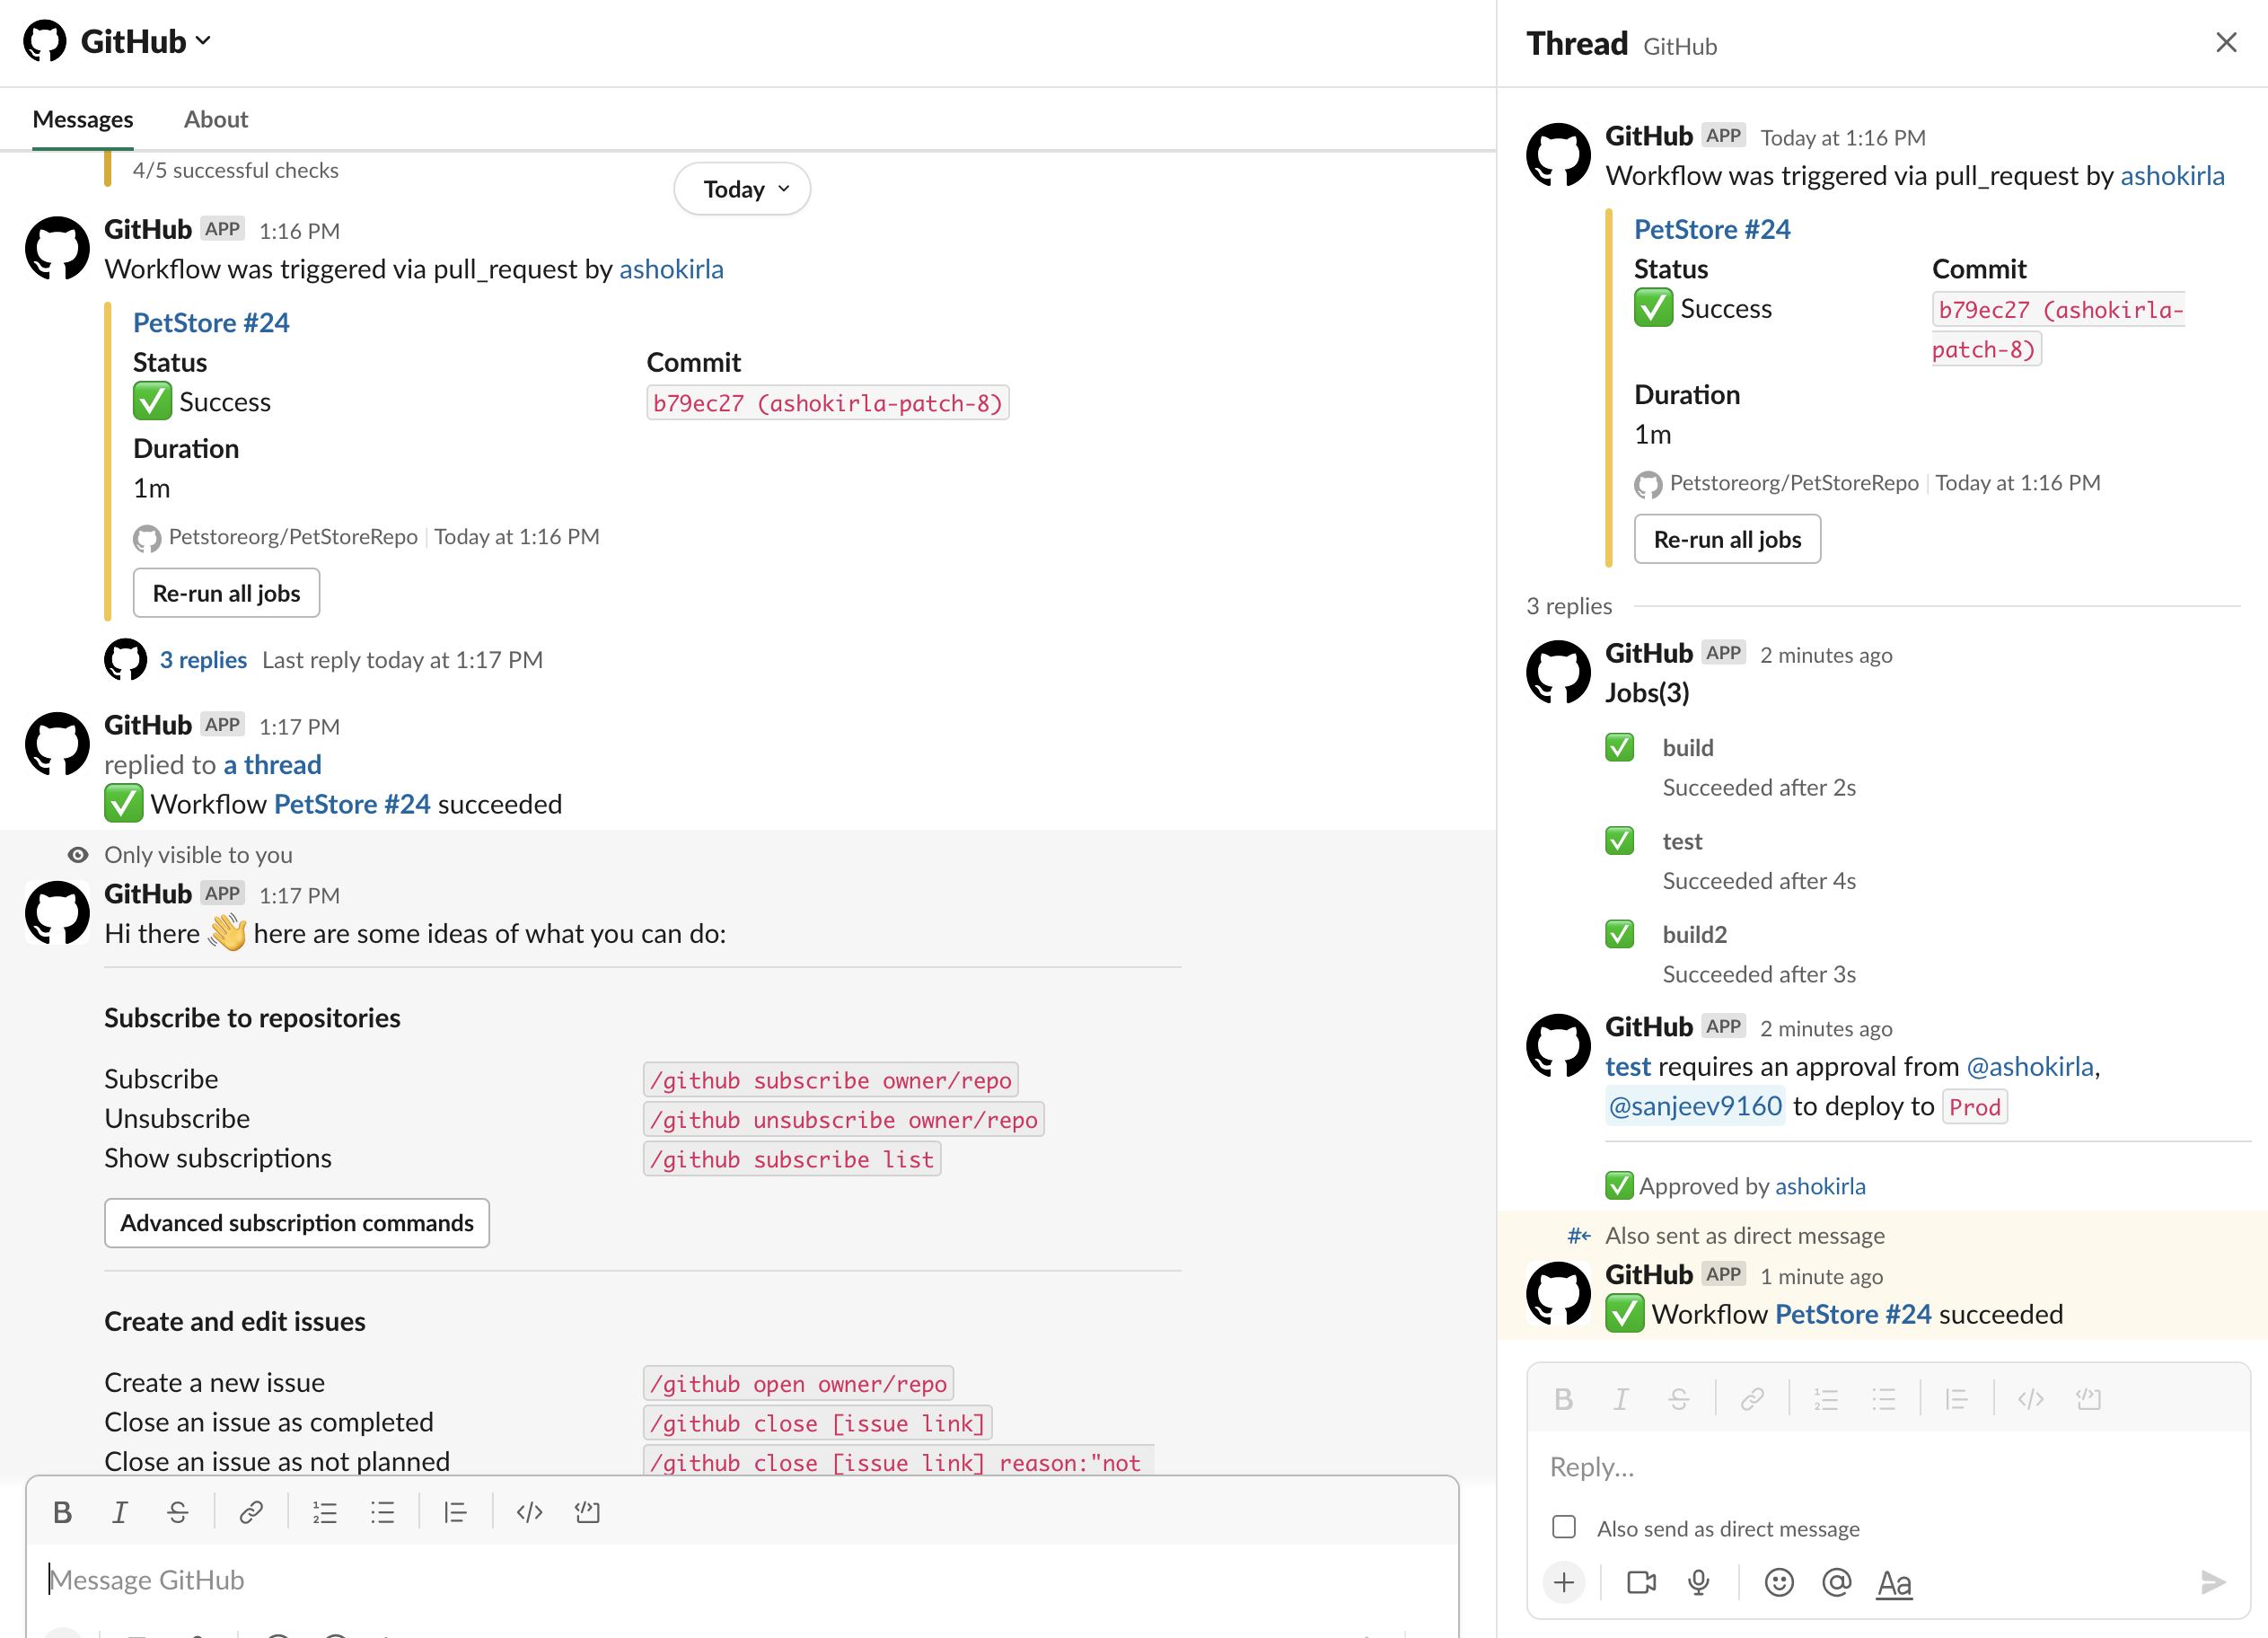 GitHub
Messages About
4/5 successful checks
Today
GitHub APP 1:16 PM
Workflow was triggered via pull_request by ashokirla
PetStore #24
Status Commit
Success b79ec27 (ashokirla-patch-8)
Duration
1m
Petstoreorg/PetStoreRepo Today at 1:16 PM
Re-run all jobs
3 replies Last reply today at 1:17 PM
GitHub APP 1:17 PM
replied to a thread
Workflow PetStore #24 succeeded
Only visible to you
GitHub APP 1:17 PM
Hi there here are some ideas of what you can do:
Subscribe to repositories
Subscribe /github subscribe owner/repo
Unsubscribe /github unsubscribe owner/repo
Show subscriptions /github subscribe list
Advanced subscription commands
Create and edit issues
Create a new issue /github open owner/repo
Close an issue as completed /github close [issue link]
Close an issue as not planned /github close [issue link] reason:"not
Message GitHub
Thread GitHub
GitHub APP Today at 1:16 PM
Workflow was triggered via pull_request by ashokirla
PetStore #24
Status Commit
Success b79ec27 (ashokirla-
patch-8)
Duration
1m
Petstoreorg/PetStoreRepo Today at 1:16 PM
Re-run all jobs
3 replies
GitHub APP 2 minutes ago
Jobs(3)
build
Succeeded after 2s
test
Succeeded after 4s
build2
Succeeded after 3s
GitHub APP 2 minutes ago
test requires an approval from @ashokirla,
@sanjeev9160 to deploy to Prod
Approved by ashokirla
Also sent as direct message
GitHub APP 1 minute ago
Workflow PetStore #24 succeeded
Reply...
Also send as direct message
Aa